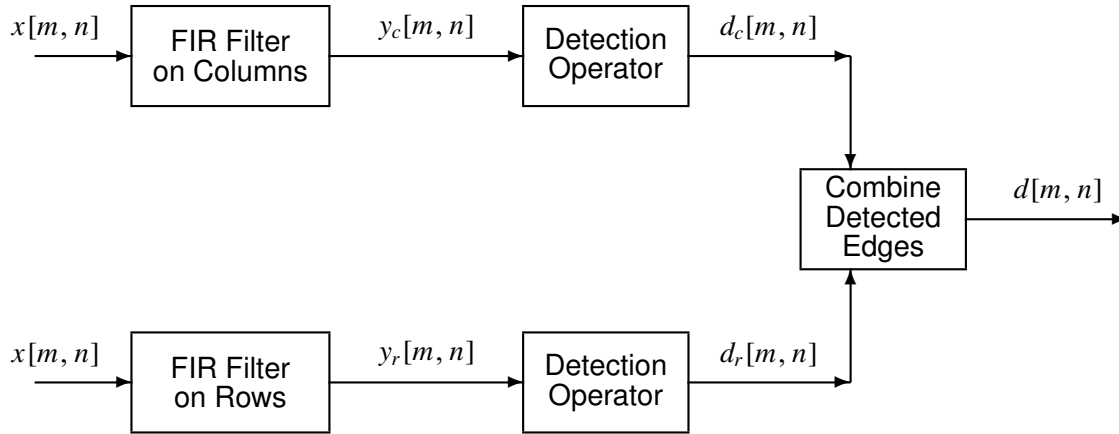 x[m, n]
FIR Filter
on Columns
y_c[m, n]
Detection
Operator
d_c[m, n]
Combine
Detected
Edges
d[m, n]
x[m, n]
FIR Filter
on Rows
y_r[m, n]
Detection
Operator
d_r[m, n]